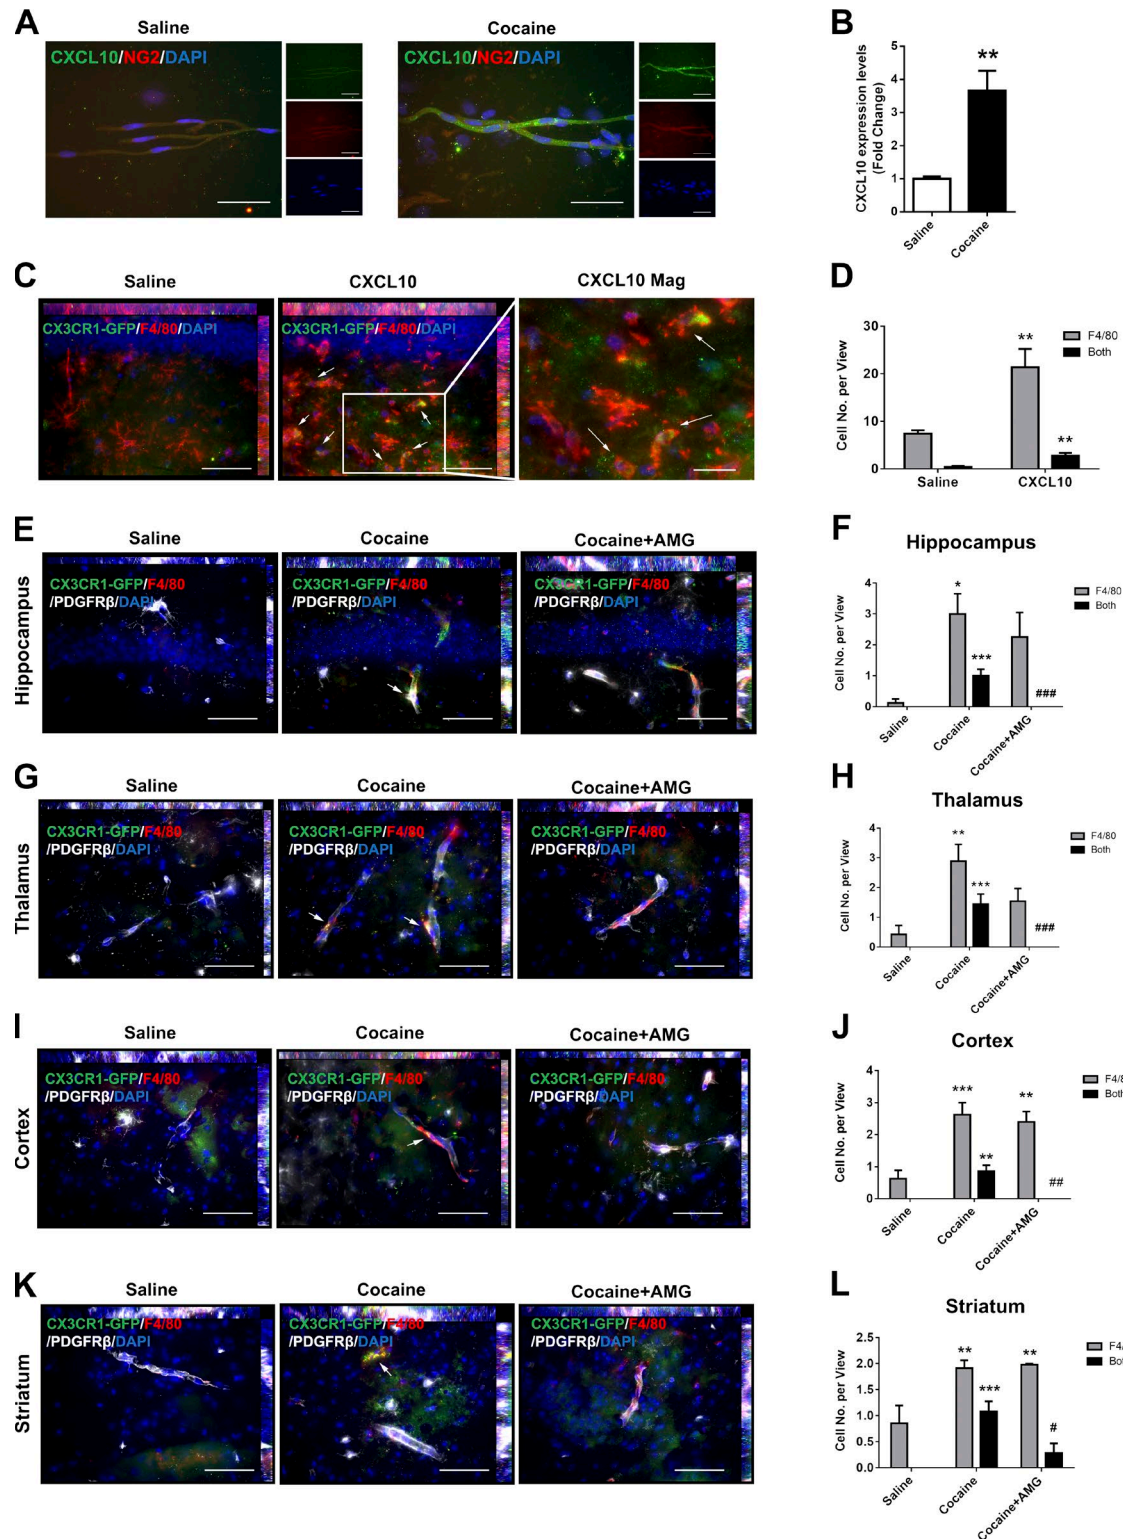 A
Saline
Cocaine
CXCL10/NG2/DAPI
CXCL10/NG2/DAPI
B
CXCL10 expression levels
(Fold Change)
5
4
3
2
1
0
**
Saline
Cocaine
C
Saline
CXCL10
CXCL10 Mag
CX3CR1-GFP/F4/80/DAPI
CX3CR1-GFP/F4/80/DAPI
D
Cell No. per View
30
20
10
0
**
**
F4/80
Both
Saline
CXCL10
E
Hippocampus
Saline
Cocaine
Cocaine+AMG
CX3CR1-GFP/F4/80
/PDGFRβ/DAPI
CX3CR1-GFP/F4/80
/PDGFRβ/DAPI
CX3CR1-GFP/F4/80
/PDGFRβ/DAPI
F
Hippocampus
Cell No. per View
5
4
3
2
1
0
*
***
###
F4/80
Both
Saline
Cocaine
Cocaine+AMG
G
Thalamus
Saline
Cocaine
Cocaine+AMG
CX3CR1-GFP/F4/80
/PDGFRβ/DAPI
CX3CR1-GFP/F4/80
/PDGFRβ/DAPI
CX3CR1-GFP/F4/80
/PDGFRβ/DAPI
H
Thalamus
Cell No. per View
4
3
2
1
0
**
***
###
F4/80
Both
Saline
Cocaine
Cocaine+AMG
I
Cortex
Saline
Cocaine
Cocaine+AMG
CX3CR1-GFP/F4/80
/PDGFRβ/DAPI
CX3CR1-GFP/F4/80
/PDGFRβ/DAPI
CX3CR1-GFP/F4/80
/PDGFRβ/DAPI
J
Cortex
Cell No. per View
4
3
2
1
0
***
**
**
##
F4/8
Both
Saline
Cocaine
Cocaine+AMG
K
Striatum
Saline
Cocaine
Cocaine+AMG
CX3CR1-GFP/F4/80
/PDGFRβ/DAPI
CX3CR1-GFP/F4/80
/PDGFRβ/DAPI
CX3CR1-GFP/F4/80
/PDGFRβ/DAPI
L
Striatum
Cell No. per View
2.5
2.0
1.5
1.0
0.5
0.0
**
***
**
#
F4/
Bo
Saline
Cocaine
Cocaine+AMG